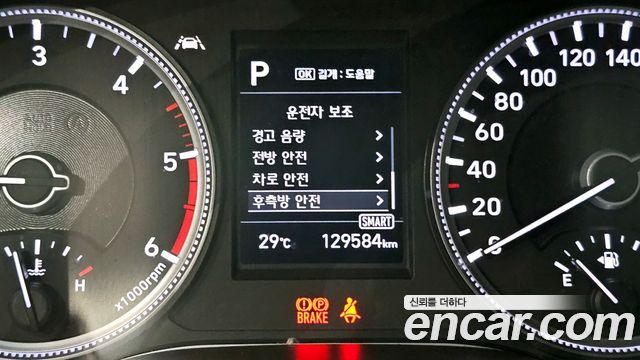 P OK 길게 : 도움말
운전자 보조
경고 음량
전방 안전
차로 안전
후측방 안전
SMART
29℃ 129584km
3
4
5
6
x1000rpm
H
0
20
40
60
80
100
120
140
E
BRAKE
신뢰를 더하다
encar.com